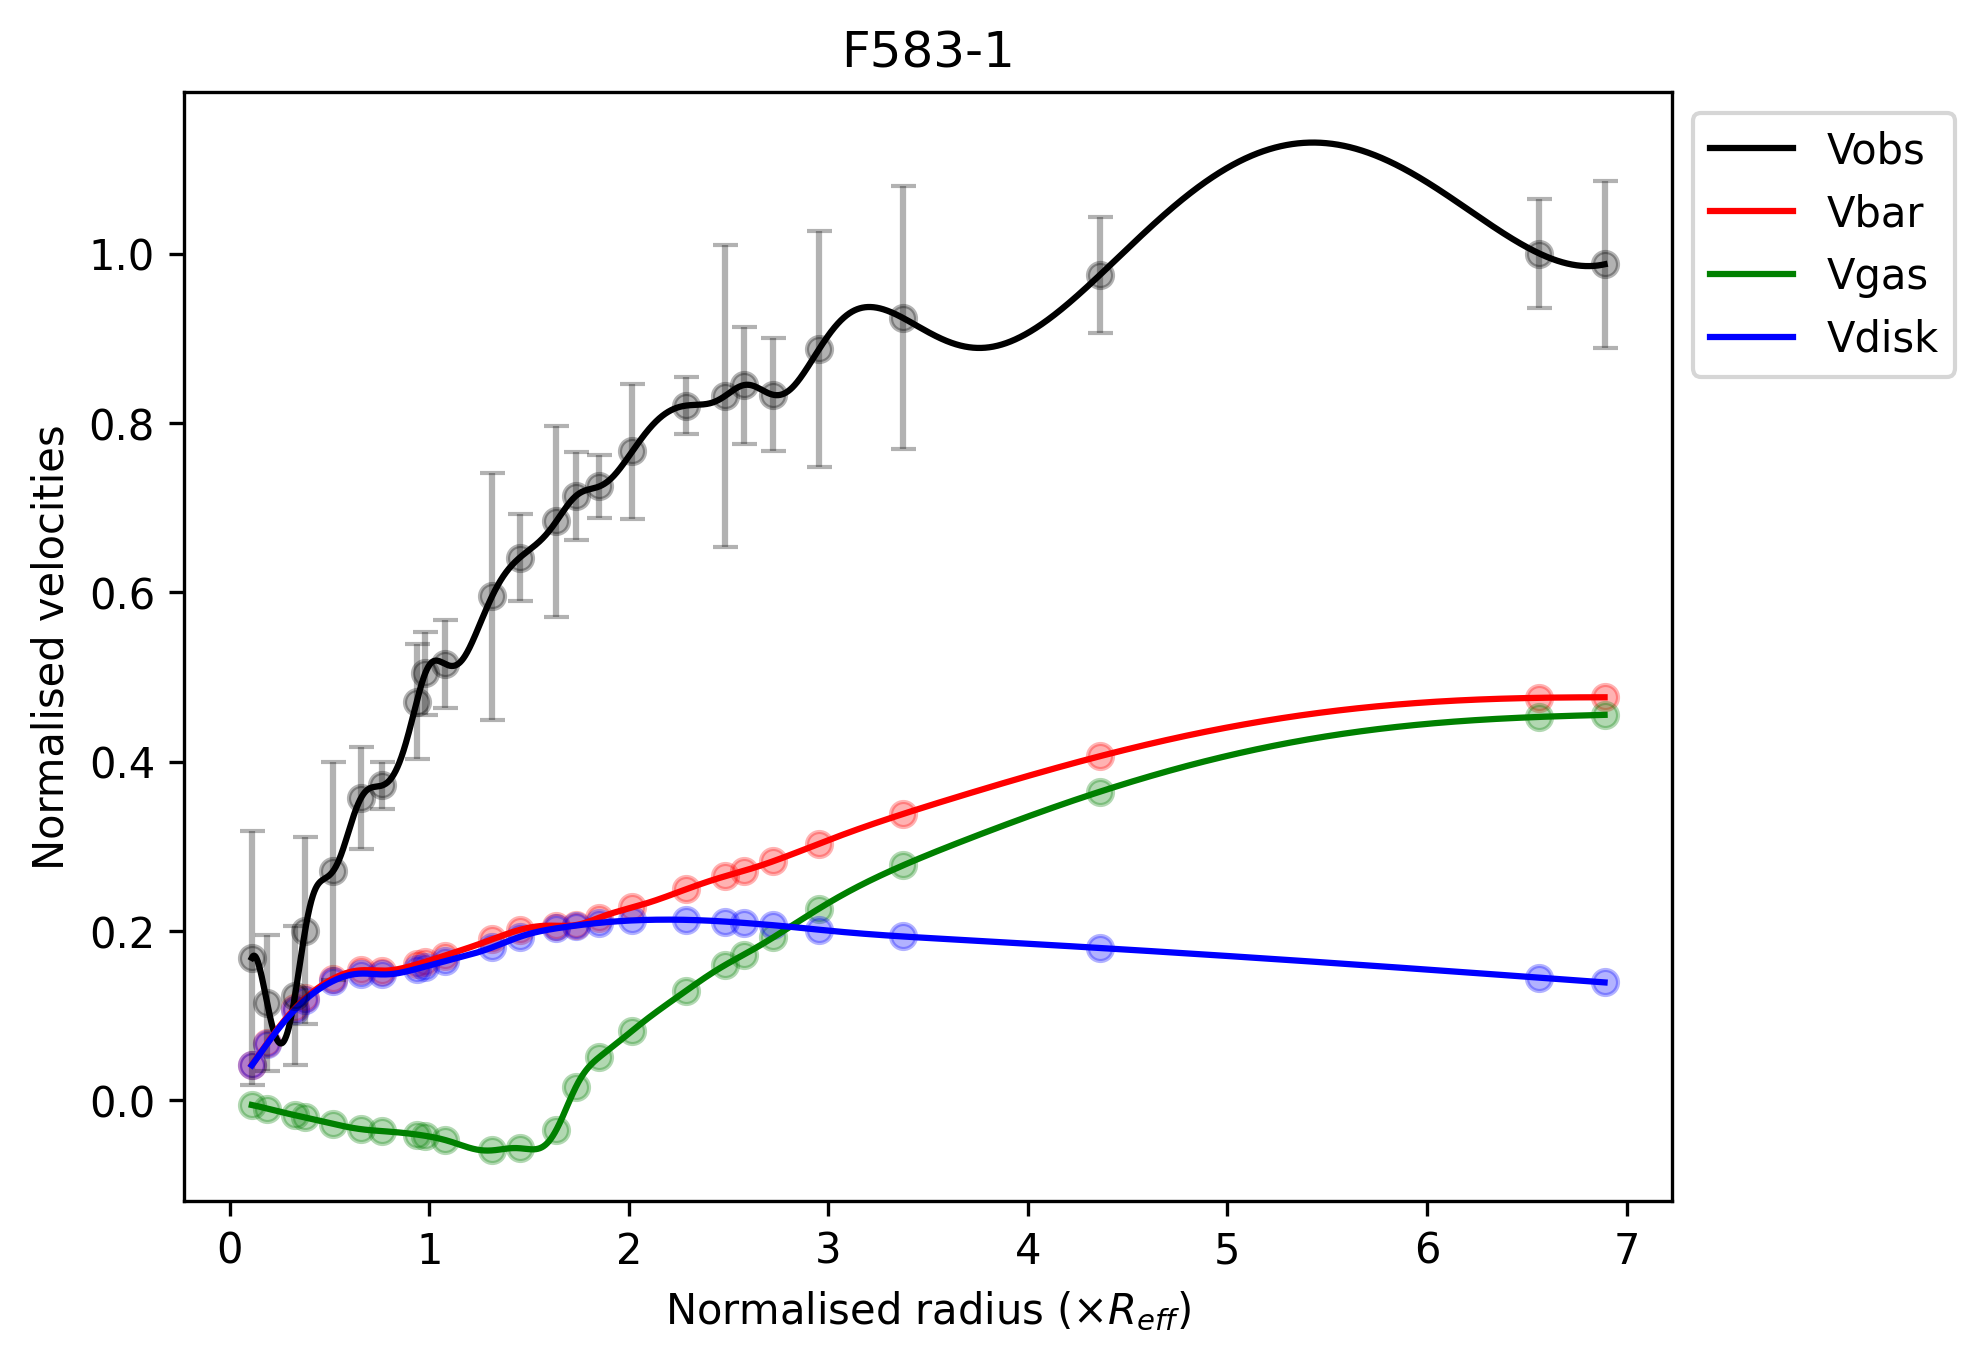 F583-1
Vobs
Vbar
Vgas
Vdisk
Normalised velocities
1.0
0.8
0.6
0.4
0.2
0.0
0 1 2 3 4 5 6 7
Normalised radius (×R_eff)